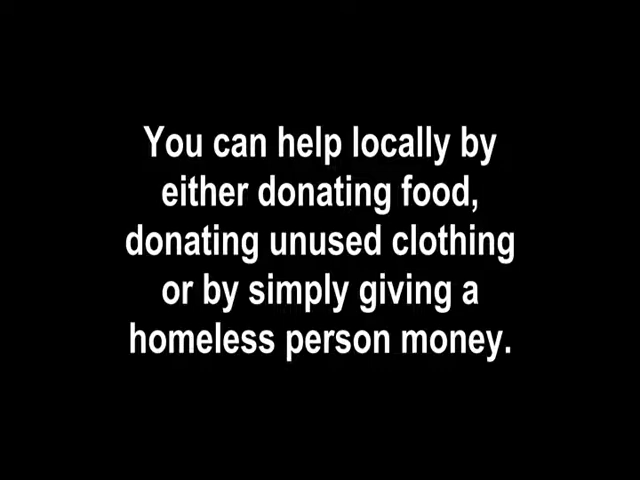 You can help locally by
either donating food,
donating unused clothing
or by simply giving a
homeless person money.